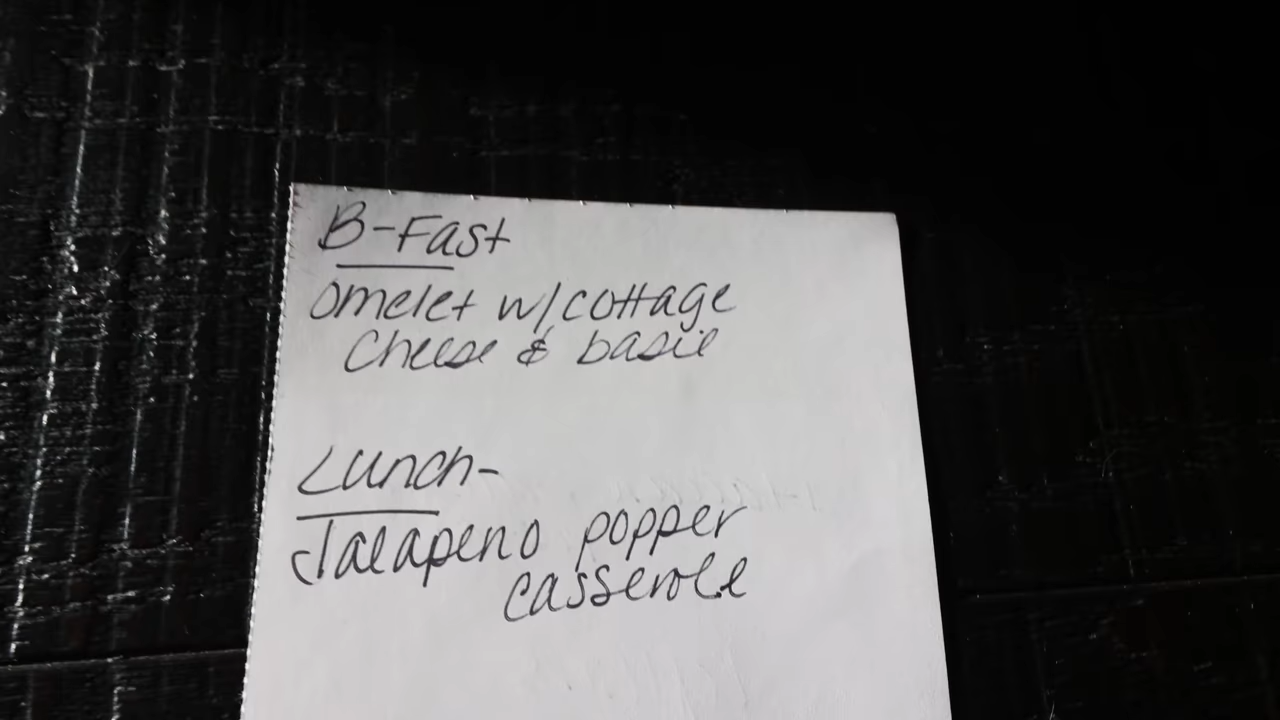 B-Fast
omelet w/cottage
cheese & basil
Lunch-
Jalapeno popper
casserole